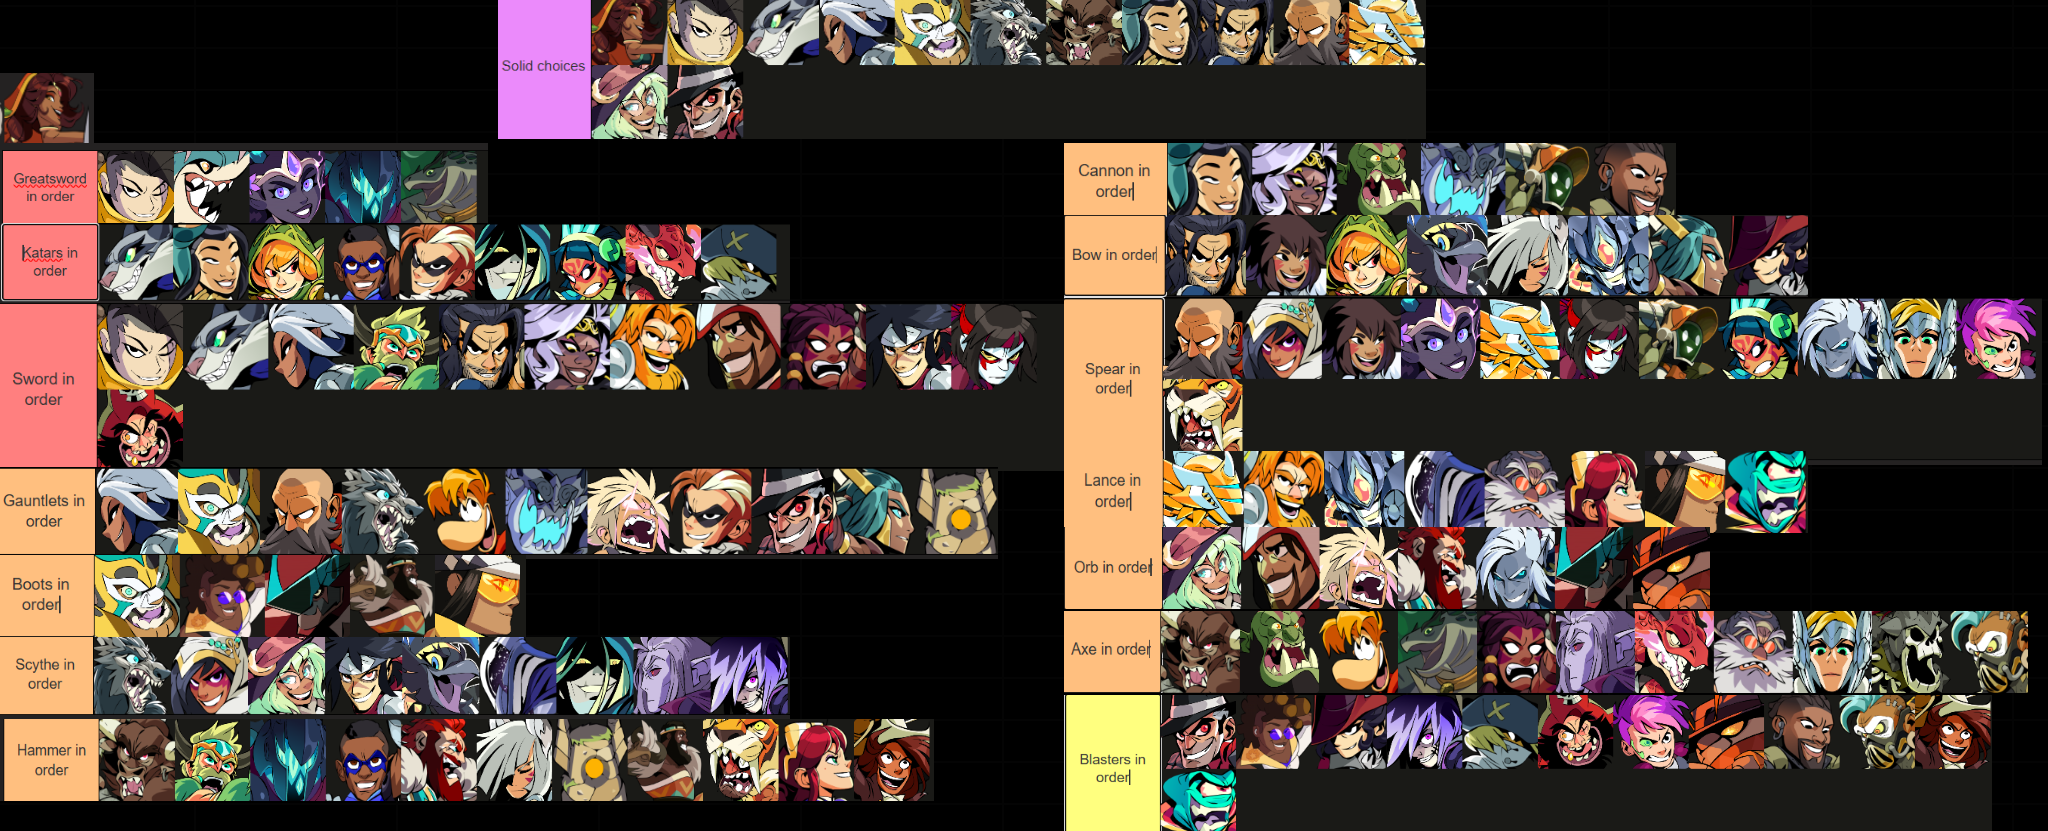 Solid choices
Greatsword
in order
Katars in
order
Sword in
order
Gauntlets in
order
Boots in
order
Scythe in
order
Hammer in
order
Cannon in
order
Bow in order
Spear in
order
Lance in
order
Orb in order
Axe in order
Blasters in
order